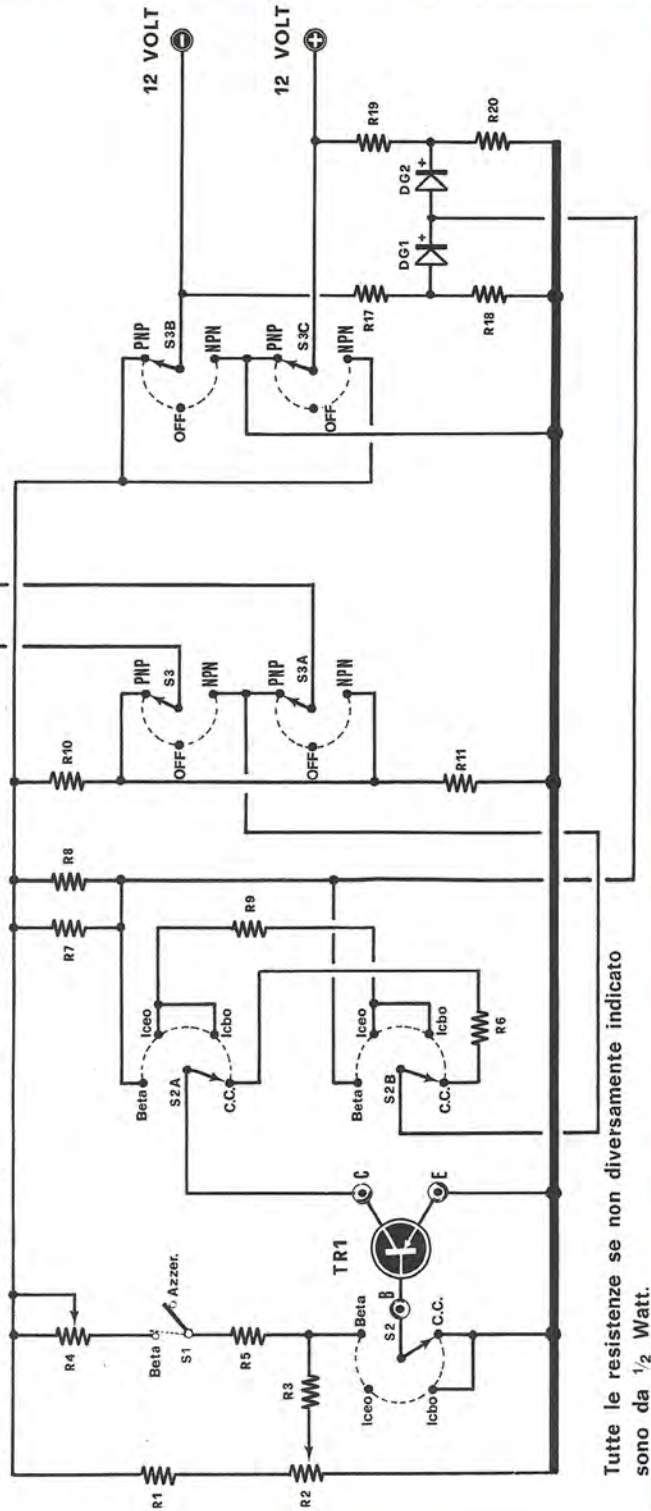 12 VOLT
−
R10
R8
R7
R4
Beta
Azzer.
S1
R1
R5
R3
R2
Beta
Iceo
S2A
Icbo
C.C.
R9
PNP
S3
OFF
NPN
PNP
S3B
OFF
NPN
12 VOLT
+
PNP
S3A
OFF
NPN
PNP
S3C
OFF
NPN
R19
R17
DG1
+
DG2
+
R18
R20
R11
TR1
C
B
E
S2
Beta
Iceo
Icbo
C.C.
Beta
Iceo
S2B
Icbo
C.C.
R6
Tutte le resistenze se non diversamente indicato
sono da ½ Watt.